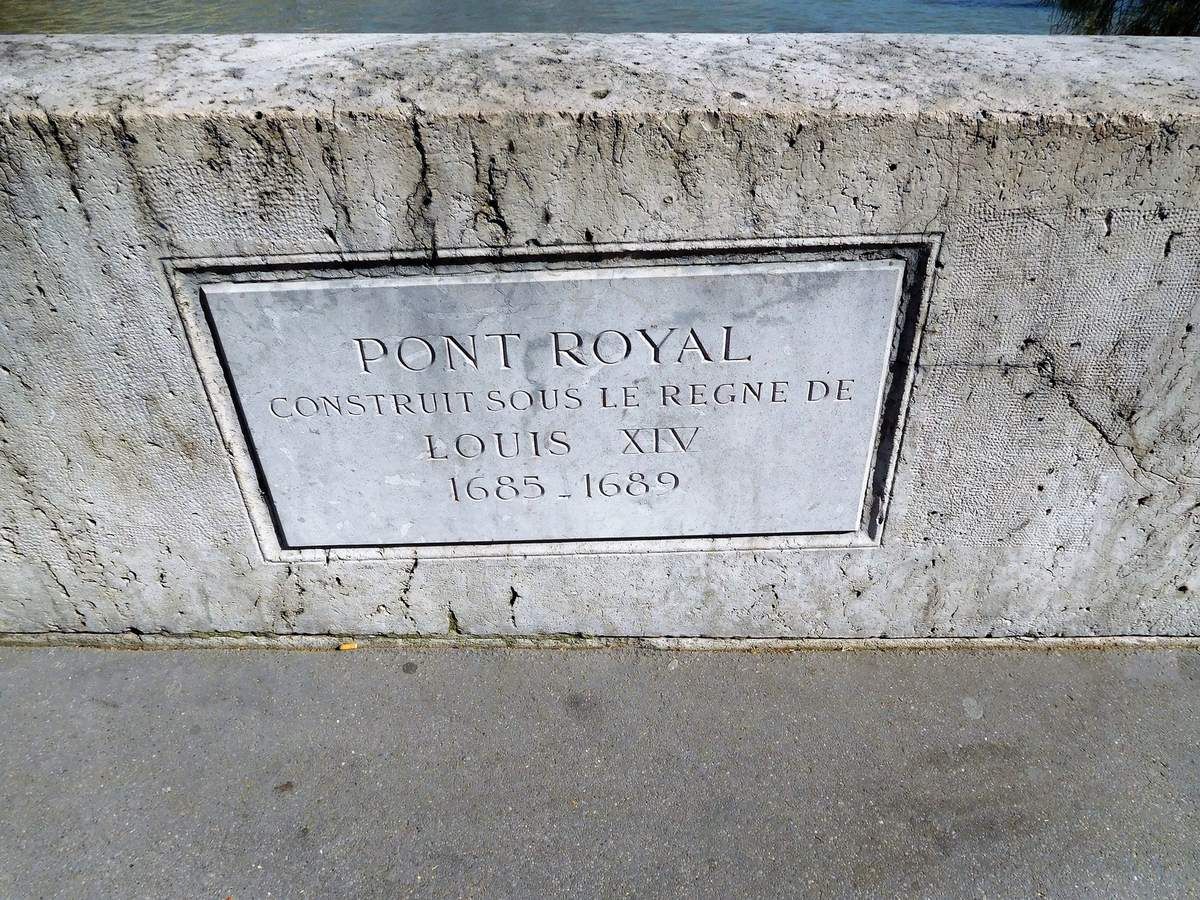 PONT ROYAL
CONSTRUIT SOUS LE REGNE DE
LOUIS XIV
1685-1689